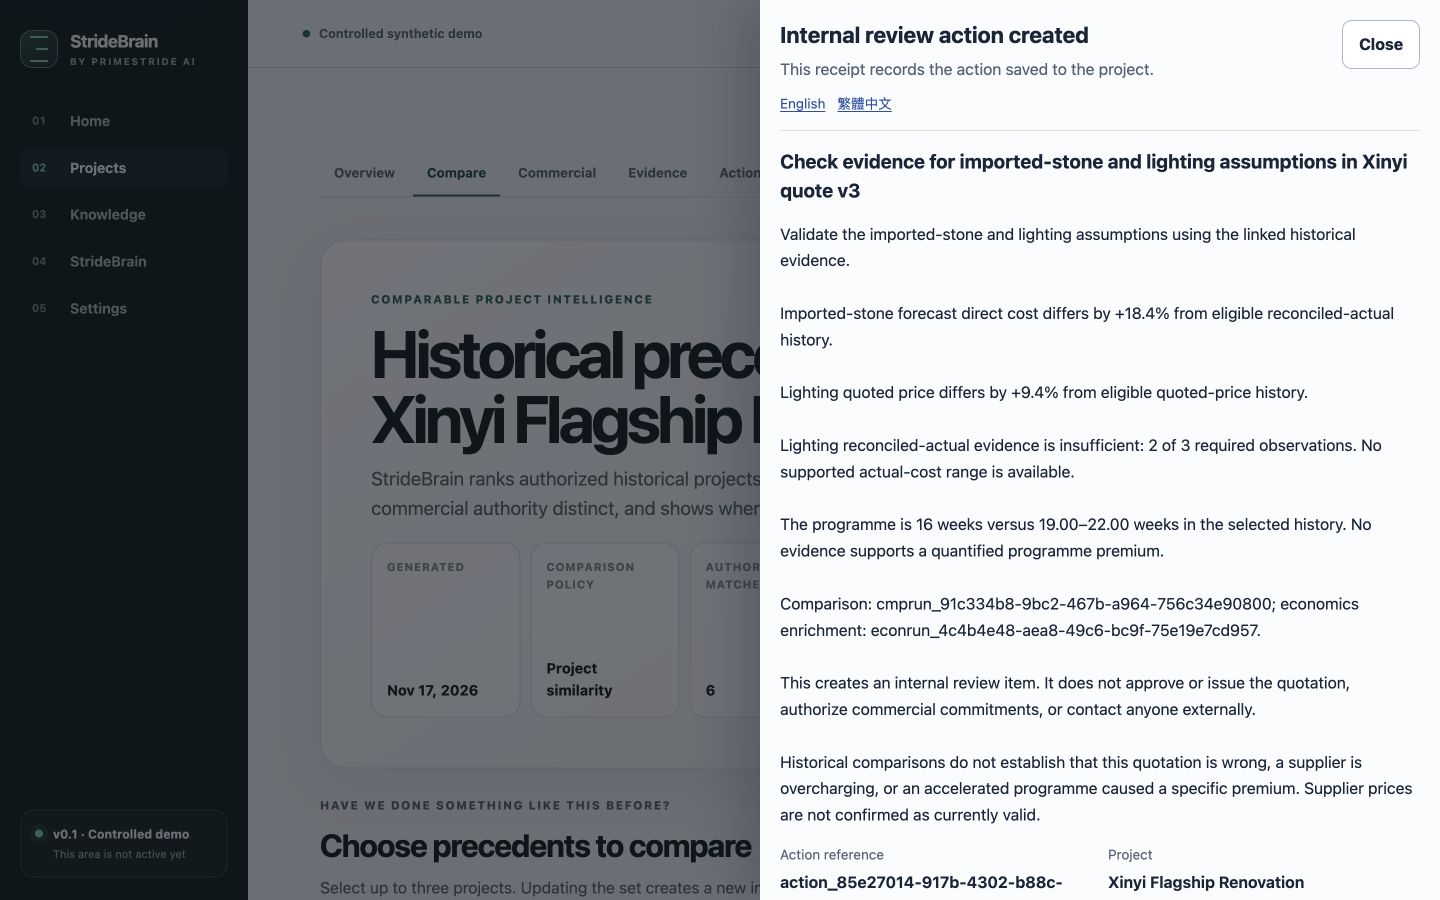 StrideBrain
BY PRIMESTRIDE AI
01 Home
02 Projects
03 Knowledge
04 StrideBrain
05 Settings
v0.1 · Controlled demo
This area is not active yet
Controlled synthetic demo
Overview Compare Commercial Evidence Action
COMPARABLE PROJECT INTELLIGENCE
Historical prec
Xinyi Flagship
StrideBrain ranks authorized historical projects
commercial authority distinct, and shows wher
GENERATED
Nov 17, 2026
COMPARISON
POLICY
Project
similarity
AUTHOR
MATCHE
6
HAVE WE DONE SOMETHING LIKE THIS BEFORE?
Choose precedents to compare
Select up to three projects. Updating the set creates a new i
Internal review action created
Close
This receipt records the action saved to the project.
English 繁體中文
Check evidence for imported-stone and lighting assumptions in Xinyi
quote v3
Validate the imported-stone and lighting assumptions using the linked historical
evidence.
Imported-stone forecast direct cost differs by +18.4% from eligible reconciled-actual
history.
Lighting quoted price differs by +9.4% from eligible quoted-price history.
Lighting reconciled-actual evidence is insufficient: 2 of 3 required observations. No
supported actual-cost range is available.
The programme is 16 weeks versus 19.00–22.00 weeks in the selected history. No
evidence supports a quantified programme premium.
Comparison: cmprun_91c334b8-9bc2-467b-a964-756c34e90800; economics
enrichment: econrun_4c4b4e48-aea8-49c6-bc9f-75e19e7cd957.
This creates an internal review item. It does not approve or issue the quotation,
authorize commercial commitments, or contact anyone externally.
Historical comparisons do not establish that this quotation is wrong, a supplier is
overcharging, or an accelerated programme caused a specific premium. Supplier prices
are not confirmed as currently valid.
Action reference
action_85e27014-917b-4302-b88c-
Project
Xinyi Flagship Renovation